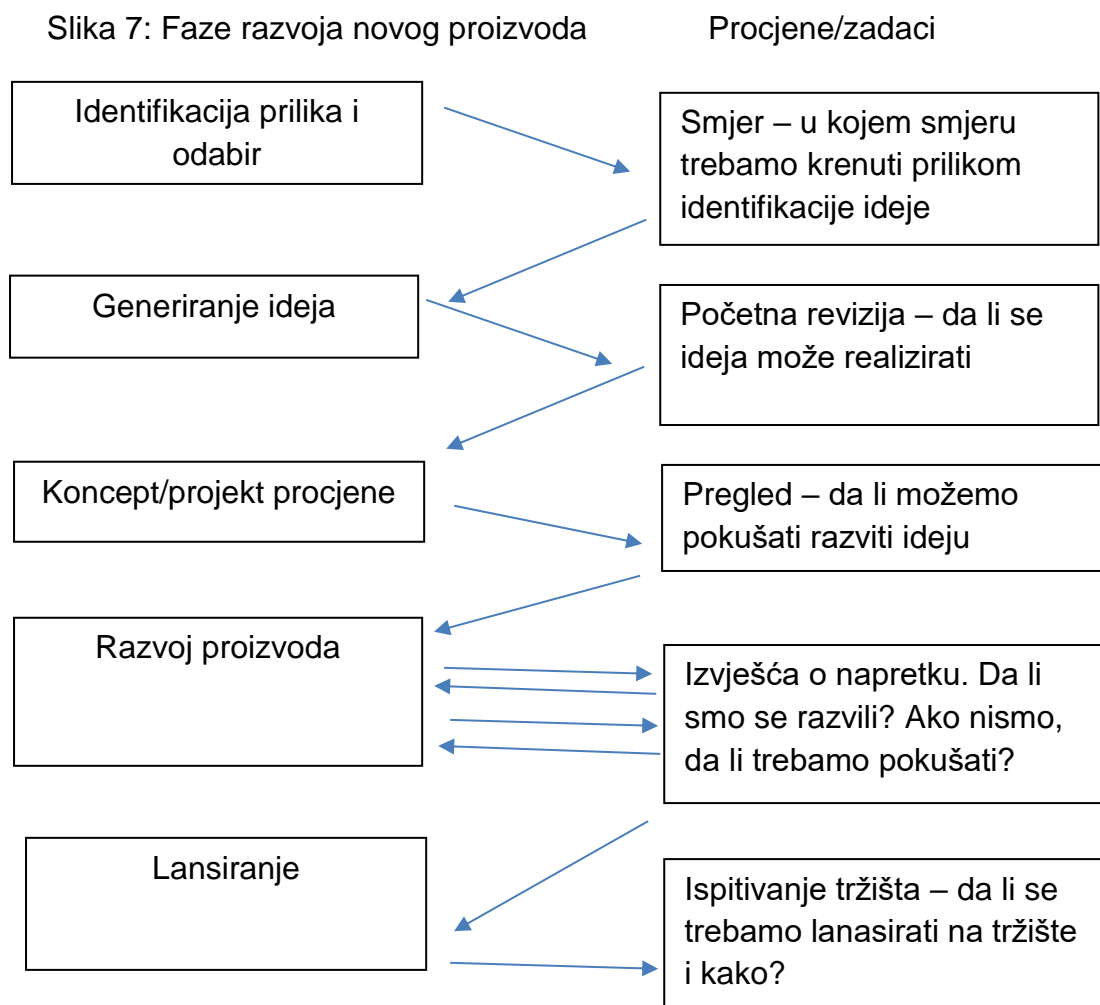 Slika 7: Faze razvoja novog proizvoda Procjene/zadaci
Identifikacija prilika i
odabir
Smjer – u kojem smjeru
trebamo krenuti prilikom
identifikacije ideje
Generiranje ideja
Početna revizija – da li se
ideja može realizirati
Koncept/projekt procjene
Pregled – da li možemo
pokušati razviti ideju
Razvoj proizvoda
Izvješća o napretku. Da li
smo se razvili? Ako nismo,
da li trebamo pokušati?
Lansiranje
Ispitivanje tržišta – da li se
trebamo lanasirati na tržište
i kako?